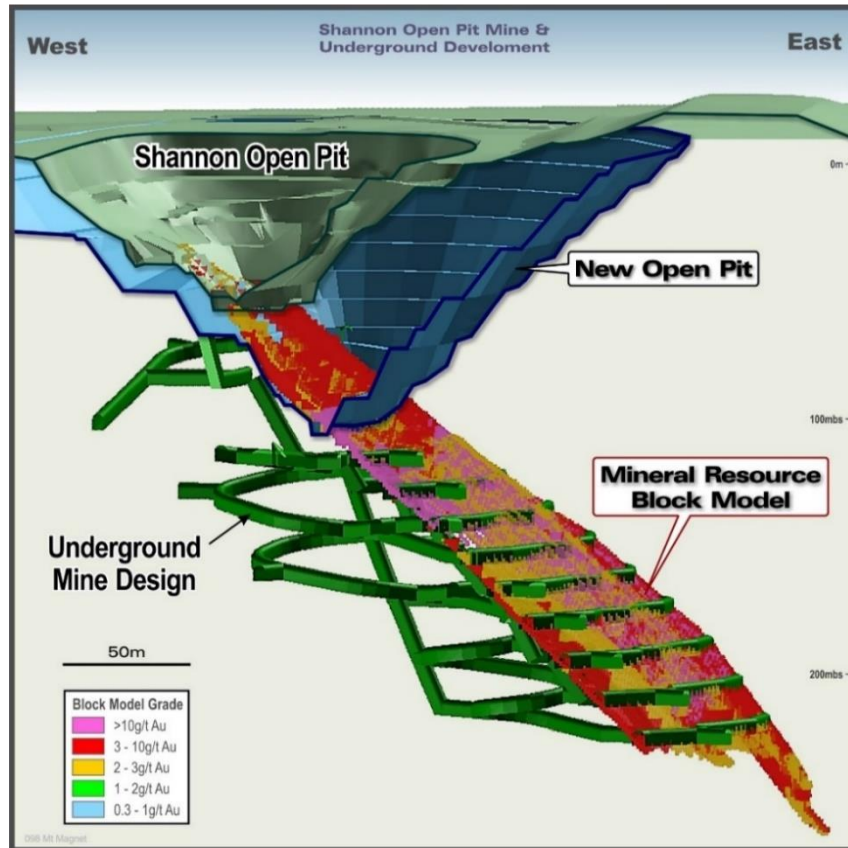 Shannon Open Pit Mine &
Underground Develoment
West
East
Shannon Open Pit
0m
New Open Pit
100mbs
Mineral Resource
Block Model
Underground
Mine Design
50m
200mbs
Block Model Grade
>10g/t Au
3 - 10g/t Au
2 - 3g/t Au
1 - 2g/t Au
0.3 - 1g/t Au
Mt Magnet